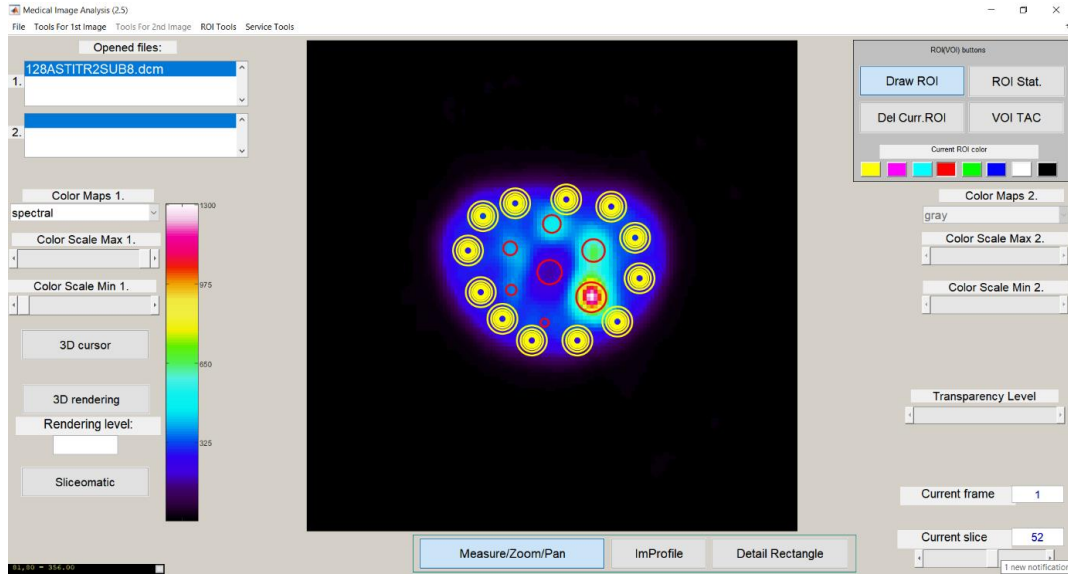 Medical Image Analysis (2.5)
File Tools For 1st Image Tools For 2nd Image ROI Tools Service Tools
Opened files:
1.
128ASTITR2SUB8.dcm
2.
ROI(VOI) buttons
Draw ROI
ROI Stat.
Del Curr.ROI
VOI TAC
Current ROI color
Color Maps 1.
spectral
Color Scale Max 1.
Color Scale Min 1.
3D cursor
3D rendering
Rendering level:
Sliceomatic
1300
975
650
325
Color Maps 2.
gray
Color Scale Max 2.
Color Scale Min 2.
Transparency Level
Current frame 1
Current slice 52
Measure/Zoom/Pan
ImProfile
Detail Rectangle
81,80 = 356.00
1 new notification